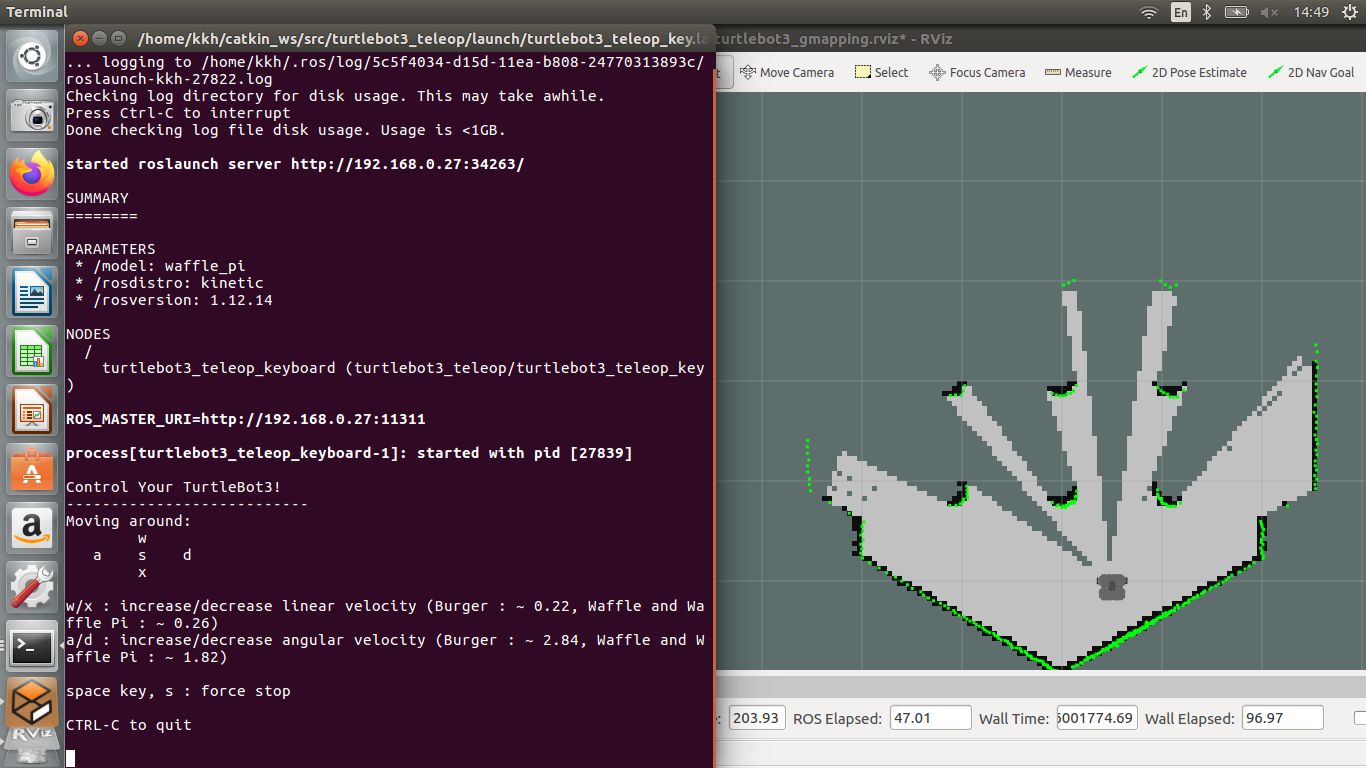 Terminal
En
14:49
/home/kkh/catkin_ws/src/turtlebot3_teleop/launch/turtlebot3_teleop_key.la
turtlebot3_gmapping.rviz* - RViz
Move Camera
Select
Focus Camera
Measure
2D Pose Estimate
2D Nav Goal
... logging to /home/kkh/.ros/log/5c5f4034-d15d-11ea-b808-24770313893c/
roslaunch-kkh-27822.log
Checking log directory for disk usage. This may take awhile.
Press Ctrl-C to interrupt
Done checking log file disk usage. Usage is <1GB.
started roslaunch server http://192.168.0.27:34263/
SUMMARY
========
PARAMETERS
* /model: waffle_pi
* /rosdistro: kinetic
* /rosversion: 1.12.14
NODES
/
turtlebot3_teleop_keyboard (turtlebot3_teleop/turtlebot3_teleop_key
)
ROS_MASTER_URI=http://192.168.0.27:11311
process[turtlebot3_teleop_keyboard-1]: started with pid [27839]
Control Your TurtleBot3!
---------------------------
Moving around:
w
a s d
x
w/x : increase/decrease linear velocity (Burger : ~ 0.22, Waffle and Wa
ffle Pi : ~ 0.26)
a/d : increase/decrease angular velocity (Burger : ~ 2.84, Waffle and W
affle Pi : ~ 1.82)
space key, s : force stop
CTRL-C to quit
203.93
ROS Elapsed: 47.01
Wall Time: 6001774.69
Wall Elapsed: 96.97
RViz